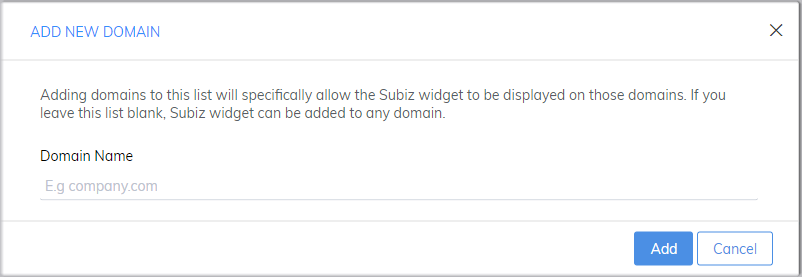 ADD NEW DOMAIN
Adding domains to this list will specifically allow the Subiz widget to be displayed on those domains. If you
leave this list blank, Subiz widget can be added to any domain.
Domain Name
E.g company.com
Add Cancel